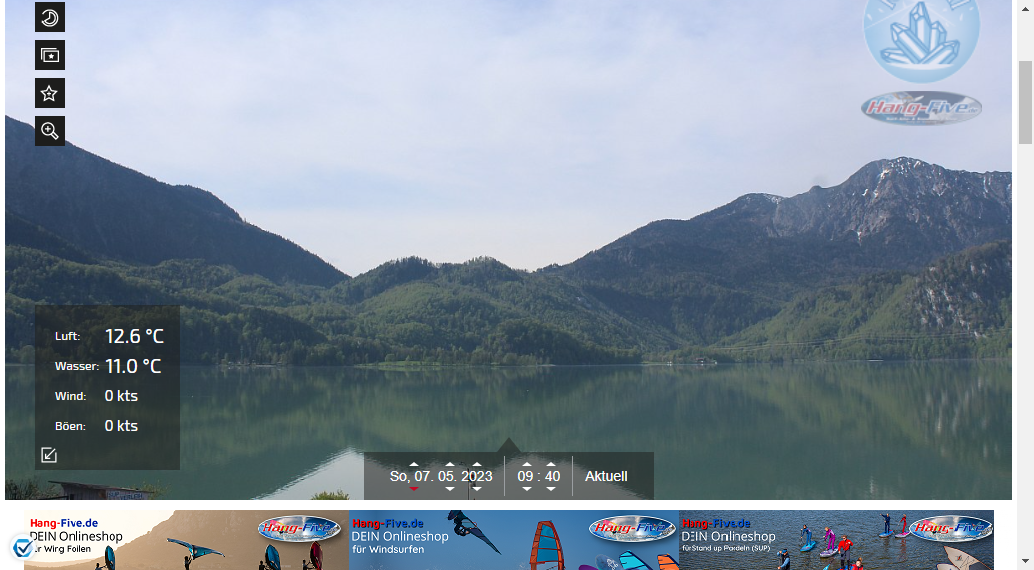 Hang-Five
Luft: 12.6 °C
Wasser: 11.0 °C
Wind: 0 kts
Böen: 0 kts
So, 07. 05. 2023 09 : 40 Aktuell
Hang-Five.de
DEIN Onlineshop
für Wing Foilen
Hang-Five
Hang-Five.de
DEIN Onlineshop
für Windsurfen
Hang-Five
Hang-Five.de
DEIN Onlineshop
für Stand up Paddeln (SUP)
Hang-Five